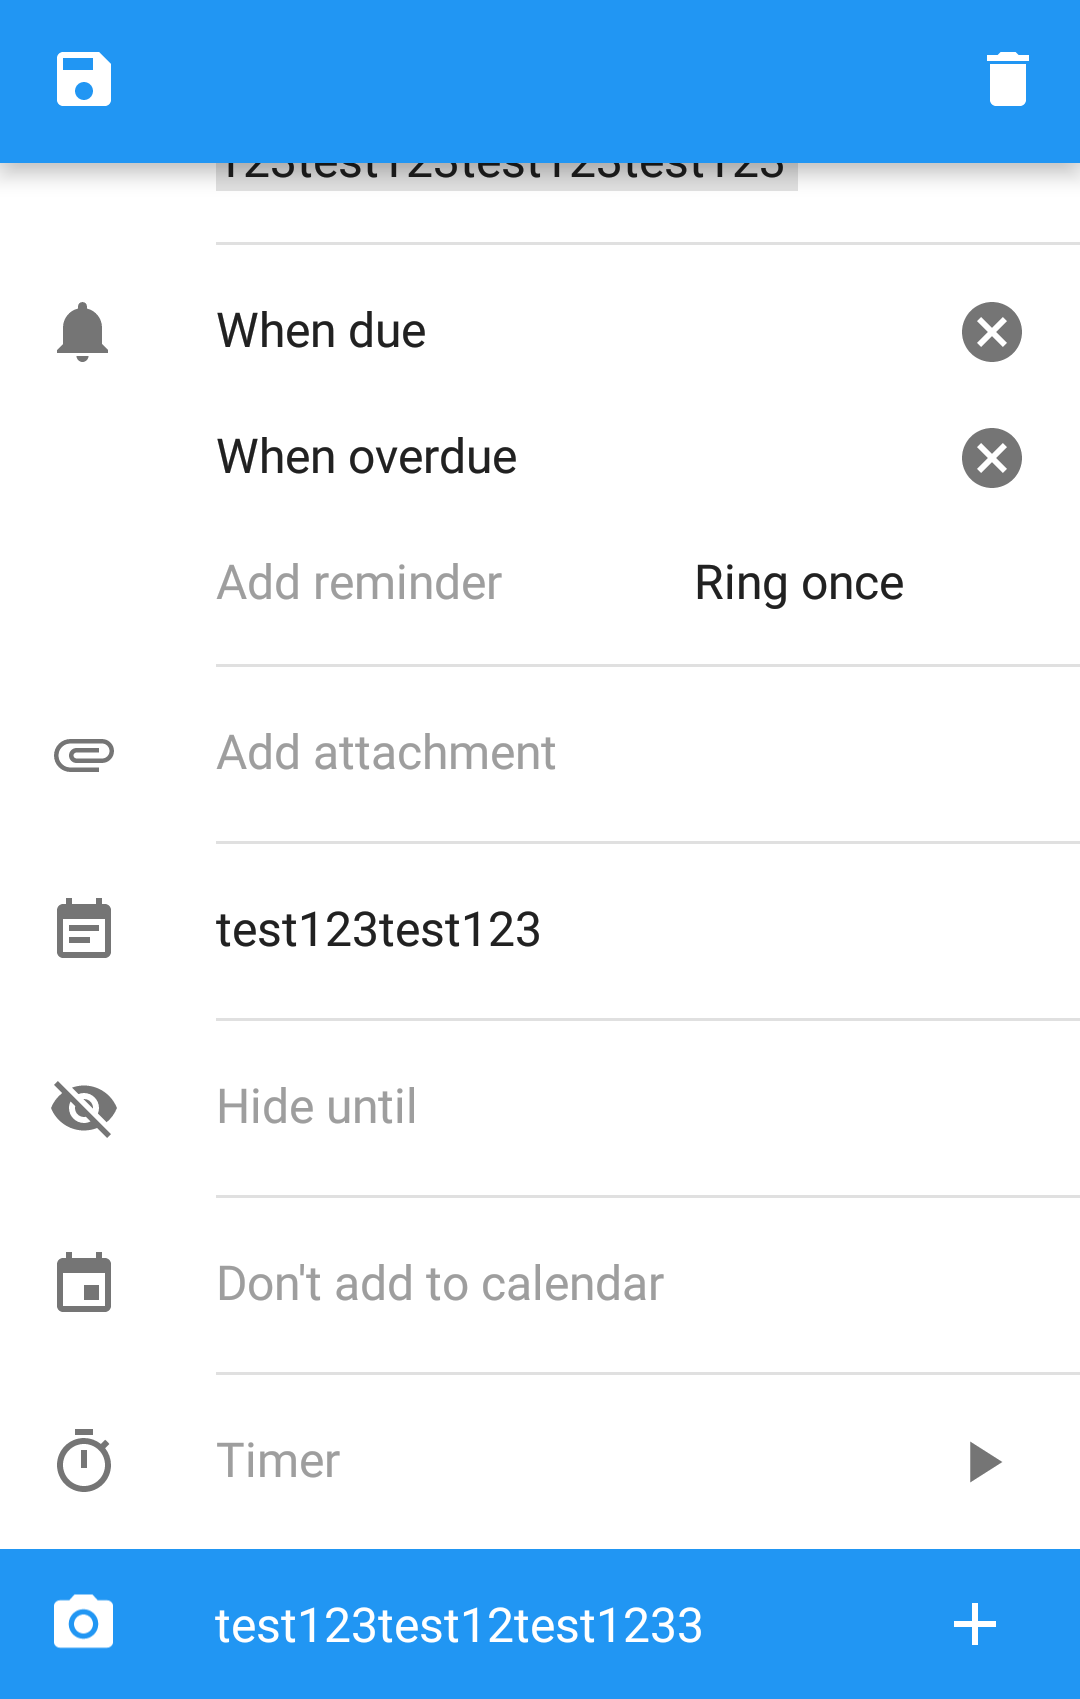 123test123test123test123
When due
When overdue
Add reminder Ring once
Add attachment
test123test123
Hide until
Don't add to calendar
Timer
test123test12test1233